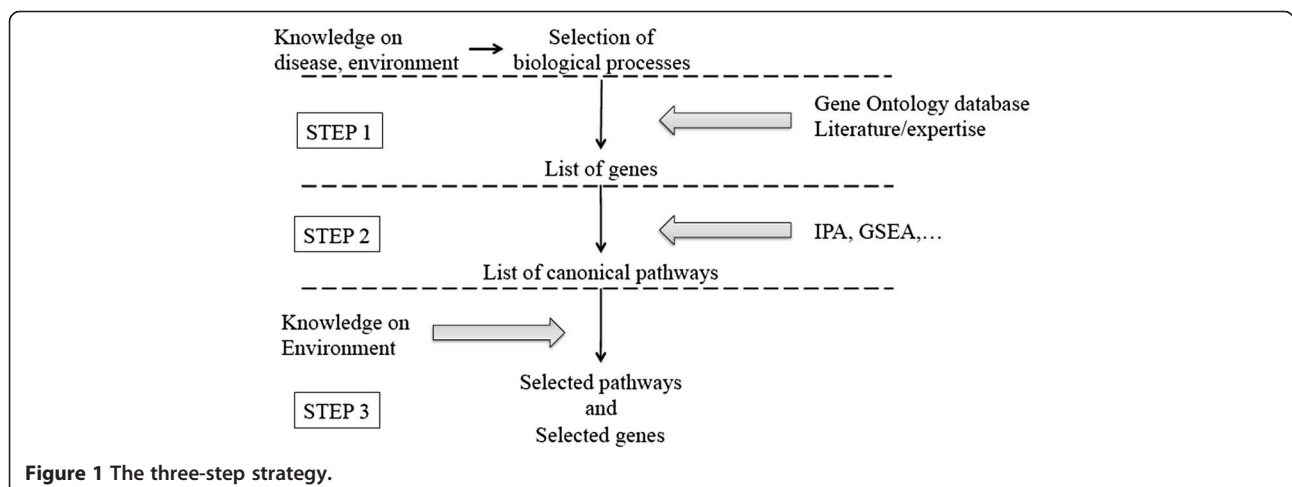 Knowledge on
disease, environment
Selection of
biological processes
STEP 1
Gene Ontology database
Literature/expertise
List of genes
STEP 2
IPA, GSEA,...
List of canonical pathways
Knowledge on
Environment
STEP 3
Selected pathways
and
Selected genes
Figure 1 The three-step strategy.